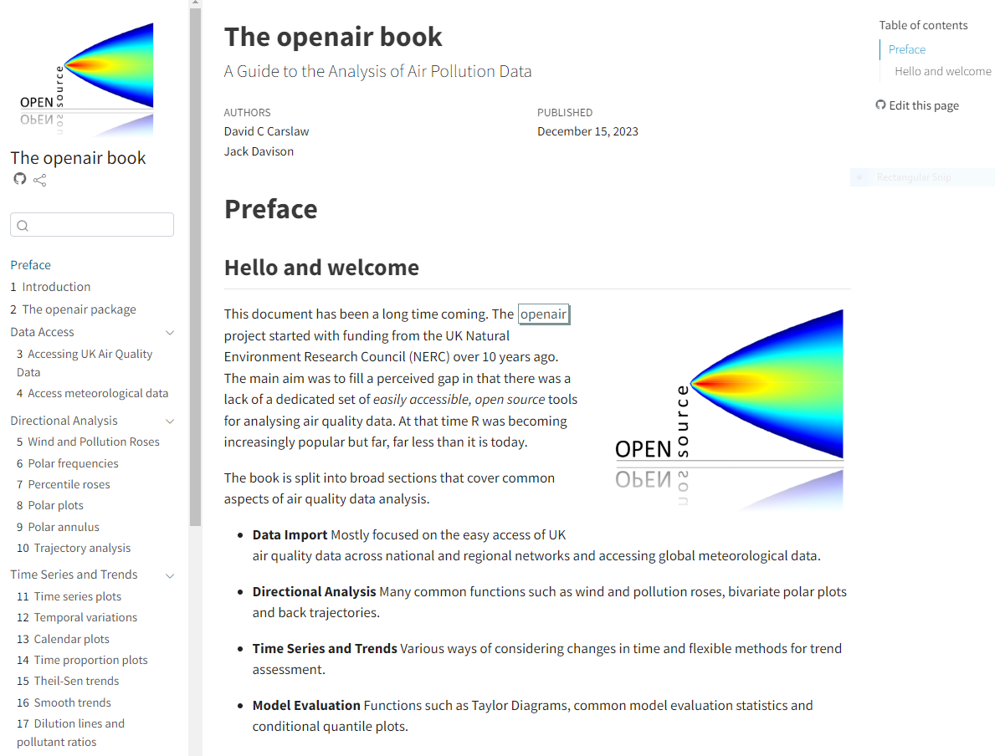 OPEN
source
The openair book
Preface
1 Introduction
2 The openair package
Data Access
3 Accessing UK Air Quality
Data
4 Access meteorological data
Directional Analysis
5 Wind and Pollution Roses
6 Polar frequencies
7 Percentile roses
8 Polar plots
9 Polar annulus
10 Trajectory analysis
Time Series and Trends
11 Time series plots
12 Temporal variations
13 Calendar plots
14 Time proportion plots
15 Theil-Sen trends
16 Smooth trends
17 Dilution lines and
pollutant ratios
The openair book
A Guide to the Analysis of Air Pollution Data
AUTHORS
David C Carslaw
Jack Davison
PUBLISHED
December 15, 2023
Preface
Hello and welcome
This document has been a long time coming. The openair
project started with funding from the UK Natural
Environment Research Council (NERC) over 10 years ago.
The main aim was to fill a perceived gap in that there was a
lack of a dedicated set of easily accessible, open source tools
for analysing air quality data. At that time R was becoming
increasingly popular but far, far less than it is today.
OPEN
source
The book is split into broad sections that cover common
aspects of air quality data analysis.
• Data Import Mostly focused on the easy access of UK
air quality data across national and regional networks and accessing global meteorological data.
• Directional Analysis Many common functions such as wind and pollution roses, bivariate polar plots
and back trajectories.
• Time Series and Trends Various ways of considering changes in time and flexible methods for trend
assessment.
• Model Evaluation Functions such as Taylor Diagrams, common model evaluation statistics and
conditional quantile plots.
Table of contents
Preface
Hello and welcome
Edit this page
Rectangular Snip